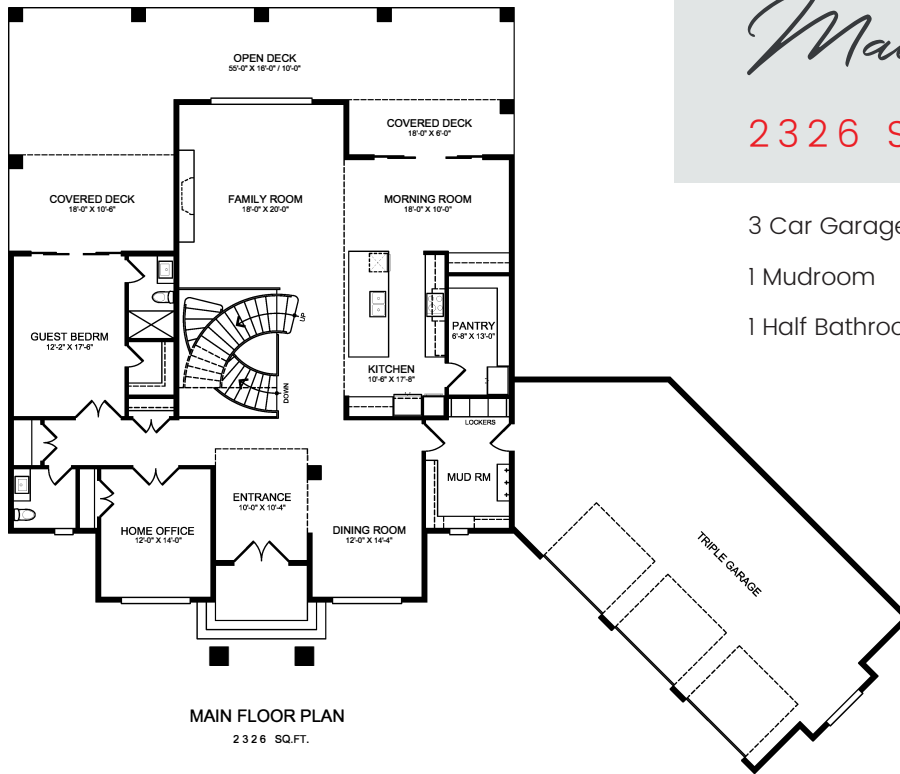 OPEN DECK
55'-0" X 16'-0" / 10'-0"
COVERED DECK
18'-0" X 6'-0"
COVERED DECK
18'-0" X 10'-6"
FAMILY ROOM
18'-0" X 20'-0"
MORNING ROOM
18'-0" X 10'-0"
GUEST BEDRM
12'-2" X 17'-6"
UP
DOWN
PANTRY
6'-8" X 13'-0"
KITCHEN
10'-6" X 17'-8"
LOCKERS
MUD RM
ENTRANCE
10'-0" X 10'-4"
HOME OFFICE
12'-0" X 14'-0"
DINING ROOM
12'-0" X 14'-4"
TRIPLE GARAGE
MAIN FLOOR PLAN
2326 SQ.FT.
2326 S
3 Car Garage
1 Mudroom
1 Half Bathroo